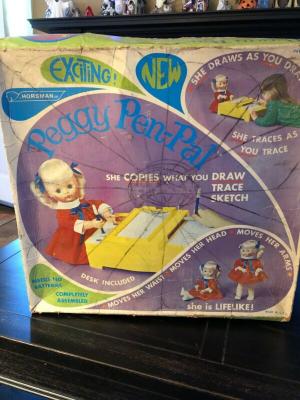 EXCITING!
NEW
HORSMAN
Peggy Pen-Pal
SHE DRAWS AS YOU DRAW
SHE TRACES AS
YOU TRACE
SHE COPIES WHAT YOU DRAW
TRACE
SKETCH
DESK INCLUDED
NEEDS NO
BATTERIES
COMPLETELY
ASSEMBLED
MOVES HER WAIST • MOVES HER HEAD • MOVES HER ARMS
she is LIFELIKE!